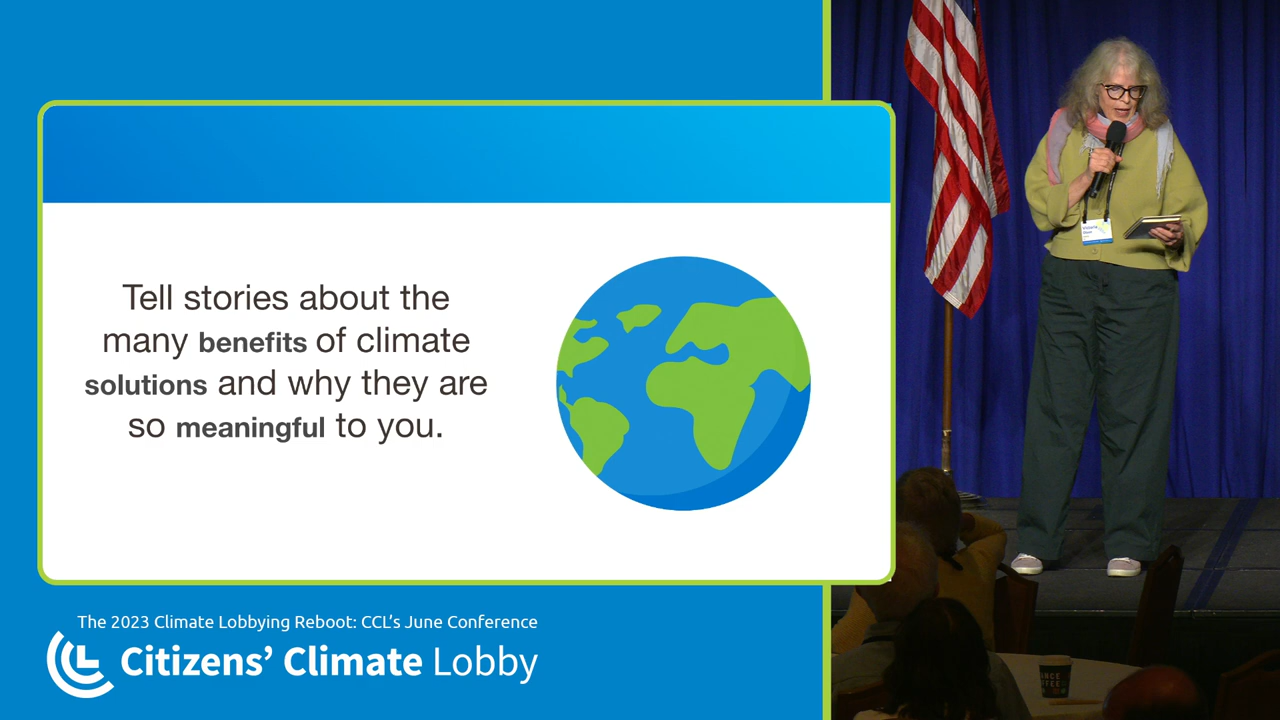 Tell stories about the
many benefits of climate
solutions and why they are
so meaningful to you.
The 2023 Climate Lobbying Reboot: CCL’s June Conference
Citizens’ Climate Lobby